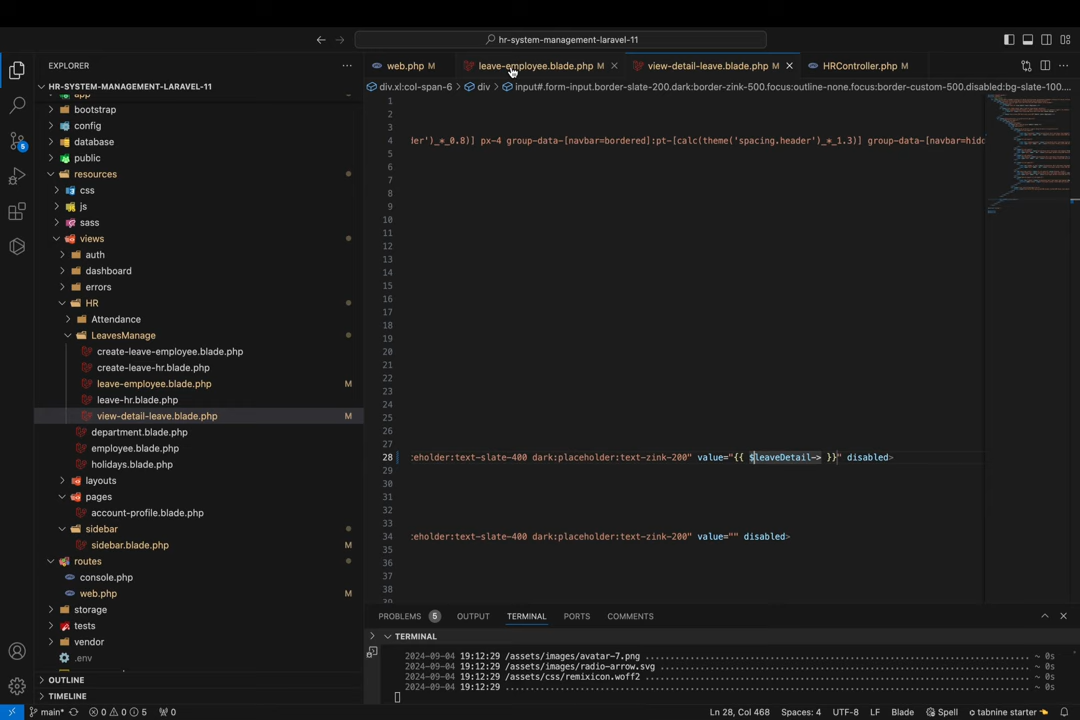 hr-system-management-laravel-11
EXPLORER
HR-SYSTEM-MANAGEMENT-LARAVEL-11
app
bootstrap
config
database
public
resources
css
js
sass
views
auth
dashboard
errors
HR
Attendance
LeavesManage
create-leave-employee.blade.php
create-leave-hr.blade.php
leave-employee.blade.php M
leave-hr.blade.php
view-detail-leave.blade.php M
department.blade.php
employee.blade.php
holidays.blade.php
layouts
pages
account-profile.blade.php
sidebar
sidebar.blade.php M
routes
console.php
web.php M
storage
tests
vendor
.env
OUTLINE
TIMELINE
5
web.php M leave-employee.blade.php M view-detail-leave.blade.php M HRController.php M
div.xl:col-span-6 > div > input#.form-input.border-slate-200.dark:border-zink-500.focus:outline-none.focus:border-custom-500.disabled:bg-slate-100....
1
2
3
4 der')_*_0.8)] px-4 group-data-[navbar=bordered]:pt-[calc(theme('spacing.header')_*_1.3)] group-data-[navbar=hidd
5
6
7
8
9
10
11
12
13
14
15
16
17
18
19
20
21
22
23
24
25
26
27
28 :eholder:text-slate-400 dark:placeholder:text-zink-200" value="{{ $leaveDetail-> }}" disabled>
29
30
31
32
33
34 :eholder:text-slate-400 dark:placeholder:text-zink-200" value="" disabled>
35
36
37
38
39
PROBLEMS 5 OUTPUT TERMINAL PORTS COMMENTS
TERMINAL
2024-09-04 19:12:29 /assets/images/avatar-7.png ~ 0s
2024-09-04 19:12:29 /assets/images/radio-arrow.svg ~ 0s
2024-09-04 19:12:29 /assets/css/remixicon.woff2 ~ 0s
2024-09-04 19:12:29 ~ 0s
main* 0 0 5 0 Ln 28, Col 468 Spaces: 4 UTF-8 LF Blade Spell tabnine starter